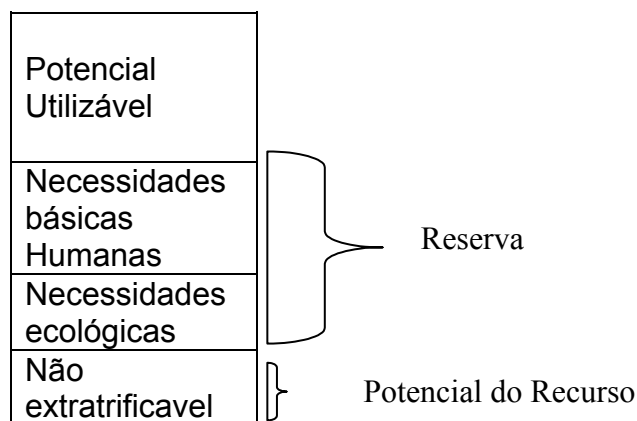 Potencial
Utilizável
Necessidades
básicas
Humanas
Reserva
Necessidades
ecológicas
Não
extratrificavel
Potencial do Recurso